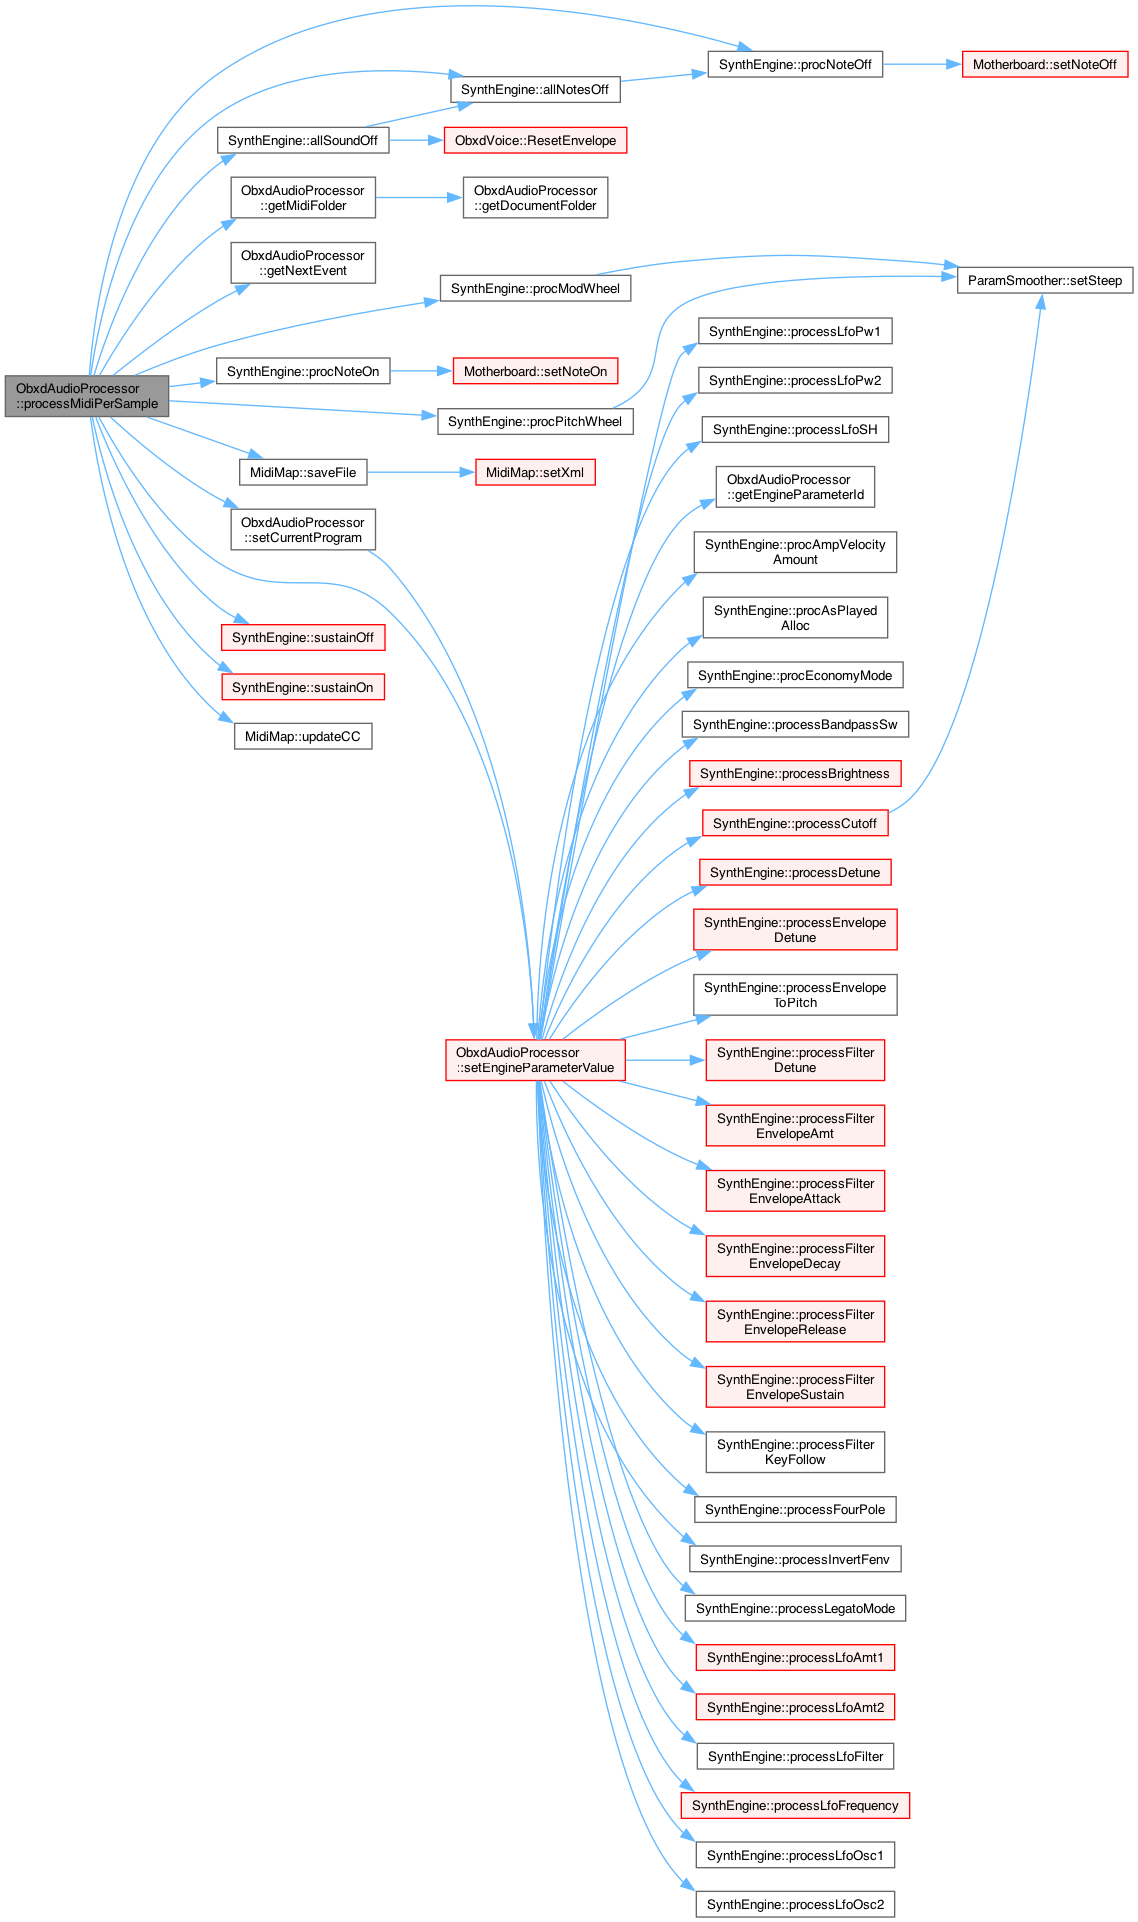 SynthEngine::procNoteOff
Motherboard::setNoteOff
SynthEngine::allNotesOff
SynthEngine::allSoundOff
ObxdVoice::ResetEnvelope
ObxdAudioProcessor
::getMidiFolder
ObxdAudioProcessor
::getDocumentFolder
ObxdAudioProcessor
::getNextEvent
SynthEngine::procModWheel
ParamSmoother::setSteep
SynthEngine::processLfoPw1
SynthEngine::procNoteOn
Motherboard::setNoteOn
SynthEngine::processLfoPw2
ObxdAudioProcessor
::processMidiPerSample
SynthEngine::procPitchWheel
SynthEngine::processLfoSH
MidiMap::saveFile
MidiMap::setXml
ObxdAudioProcessor
::getEngineParameterId
ObxdAudioProcessor
::setCurrentProgram
SynthEngine::procAmpVelocity
Amount
SynthEngine::procAsPlayed
Alloc
SynthEngine::sustainOff
SynthEngine::procEconomyMode
SynthEngine::sustainOn
SynthEngine::processBandpassSw
MidiMap::updateCC
SynthEngine::processBrightness
SynthEngine::processCutoff
SynthEngine::processDetune
SynthEngine::processEnvelope
Detune
SynthEngine::processEnvelope
ToPitch
ObxdAudioProcessor
::setEngineParameterValue
SynthEngine::processFilter
Detune
SynthEngine::processFilter
EnvelopeAmt
SynthEngine::processFilter
EnvelopeAttack
SynthEngine::processFilter
EnvelopeDecay
SynthEngine::processFilter
EnvelopeRelease
SynthEngine::processFilter
EnvelopeSustain
SynthEngine::processFilter
KeyFollow
SynthEngine::processFourPole
SynthEngine::processInvertFenv
SynthEngine::processLegatoMode
SynthEngine::processLfoAmt1
SynthEngine::processLfoAmt2
SynthEngine::processLfoFilter
SynthEngine::processLfoFrequency
SynthEngine::processLfoOsc1
SynthEngine::processLfoOsc2